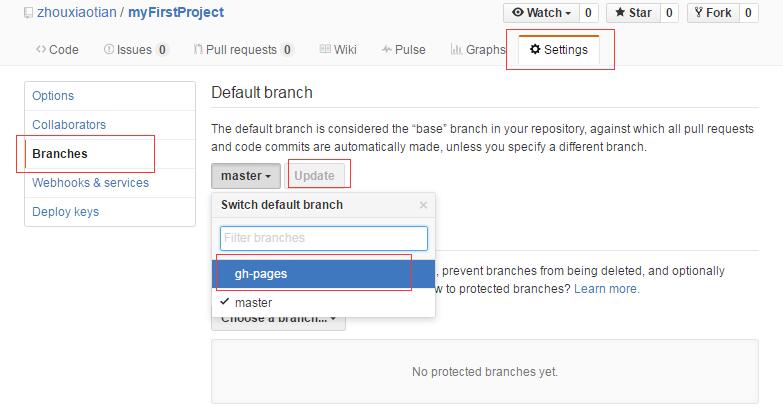 zhouxiaotian / myFirstProject
Watch 0 Star 0 Fork 0
Code Issues 0 Pull requests 0 Wiki Pulse Graphs Settings
Options
Collaborators
Branches
Webhooks & services
Deploy keys
Default branch
The default branch is considered the “base” branch in your repository, against which all pull requests
and code commits are automatically made, unless you specify a different branch.
master Update
Switch default branch ×
Filter branches
gh-pages
master
, prevent branches from being deleted, and optionally
w to protected branches? Learn more.
Choose a branch...
No protected branches yet.